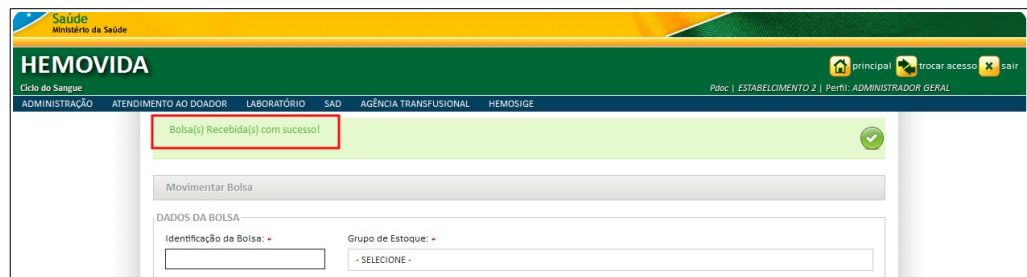 Saúde
Ministério da Saúde
HEMOVIDA
principal trocar acesso sair
Ciclo do Sangue
Pdoc | ESTABELCIMENTO 2 | Perfil: ADMINISTRADOR GERAL
ADMINISTRAÇÃO ATENDIMENTO AO DOADOR LABORATÓRIO SAD AGÊNCIA TRANSFUSIONAL HEMOSIGE
Bolsa(s) Recebida(s) com sucesso!
Movimentar Bolsa
DADOS DA BOLSA
Identificação da Bolsa:
Grupo de Estoque:
- SELECIONE -